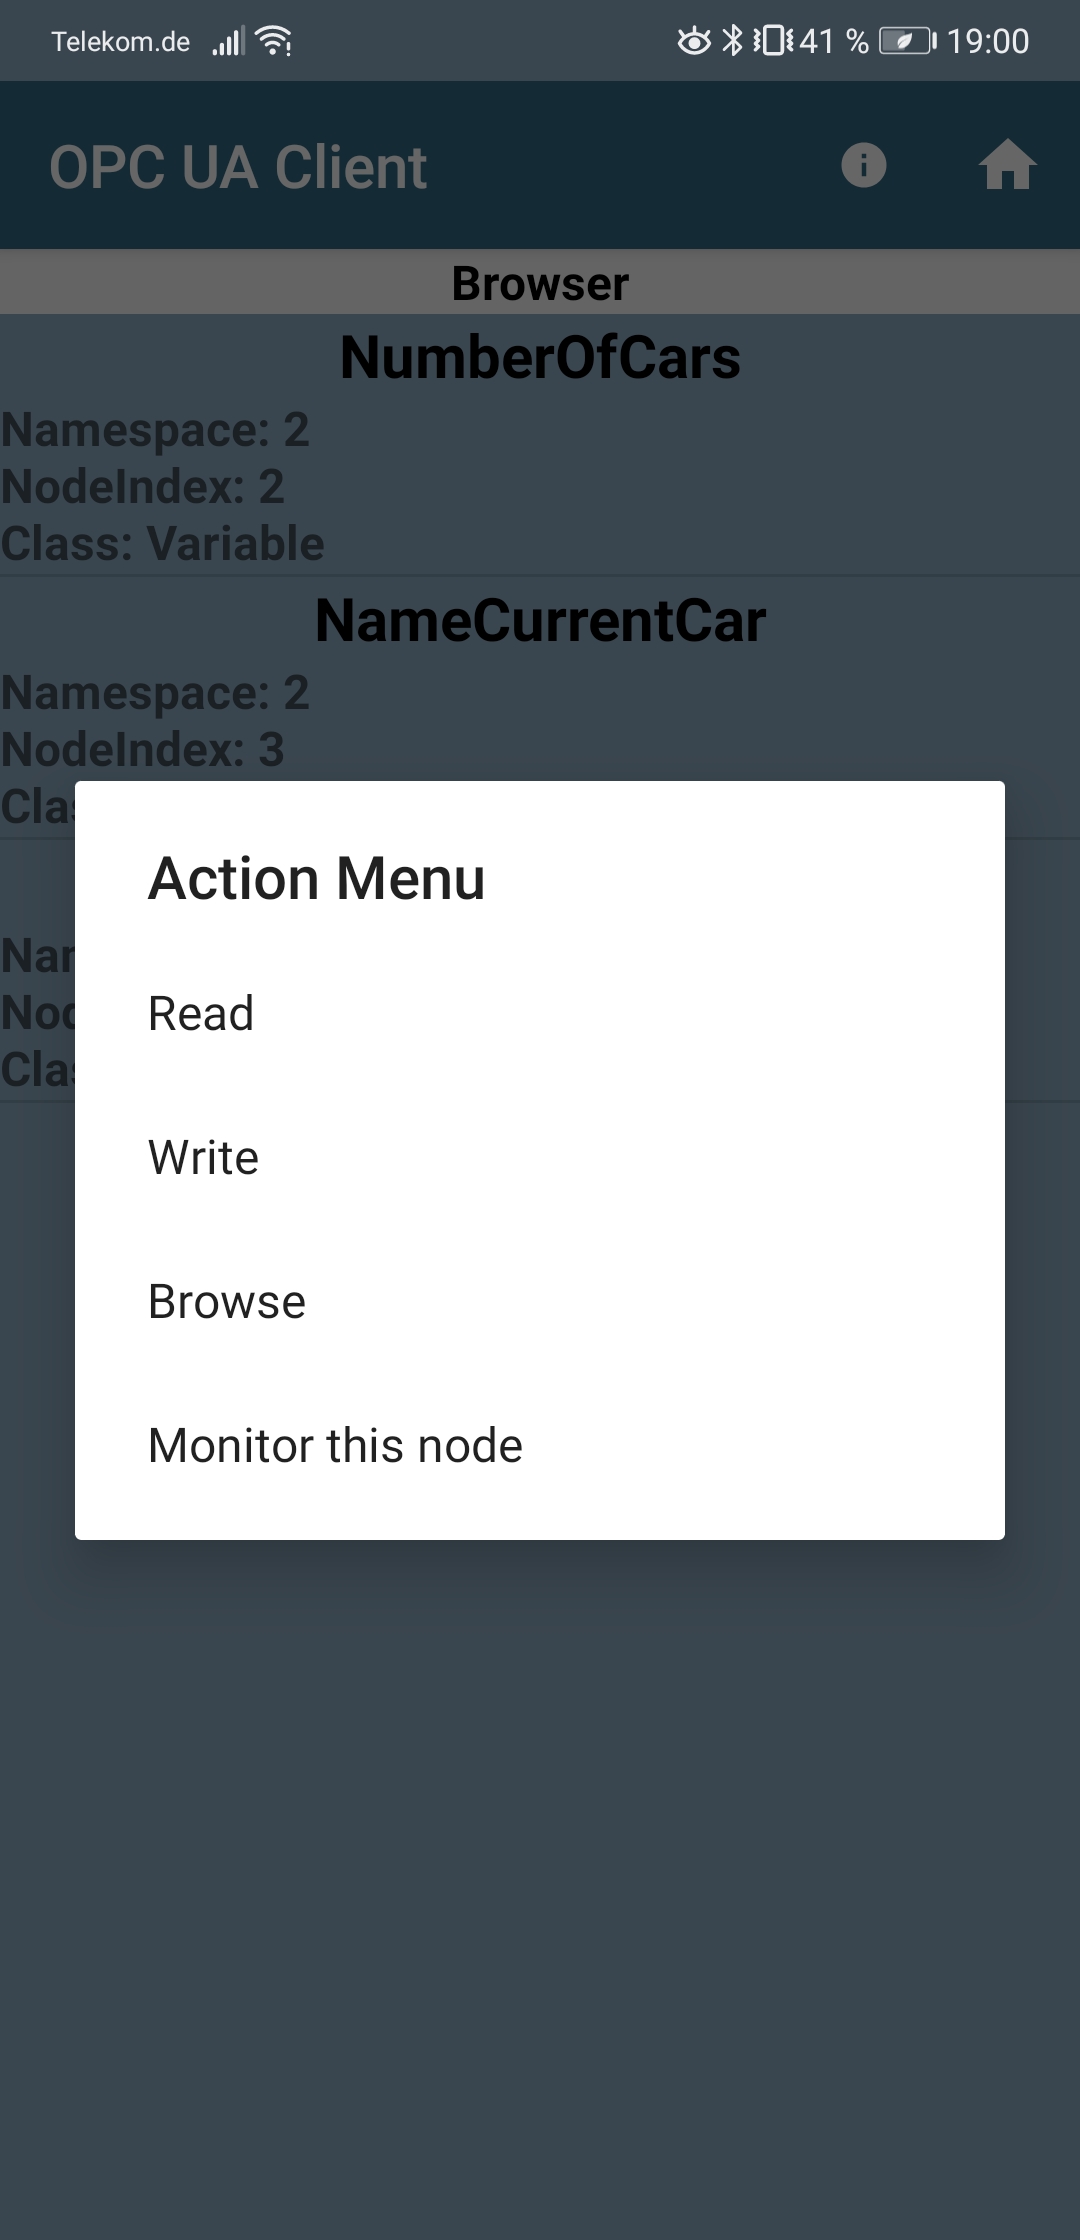 Telekom.de 41 % 19:00
OPC UA Client
Browser
NumberOfCars
Namespace: 2
NodeIndex: 2
Class: Variable
NameCurrentCar
Namespace: 2
NodeIndex: 3
Action Menu
Read
Write
Browse
Monitor this node